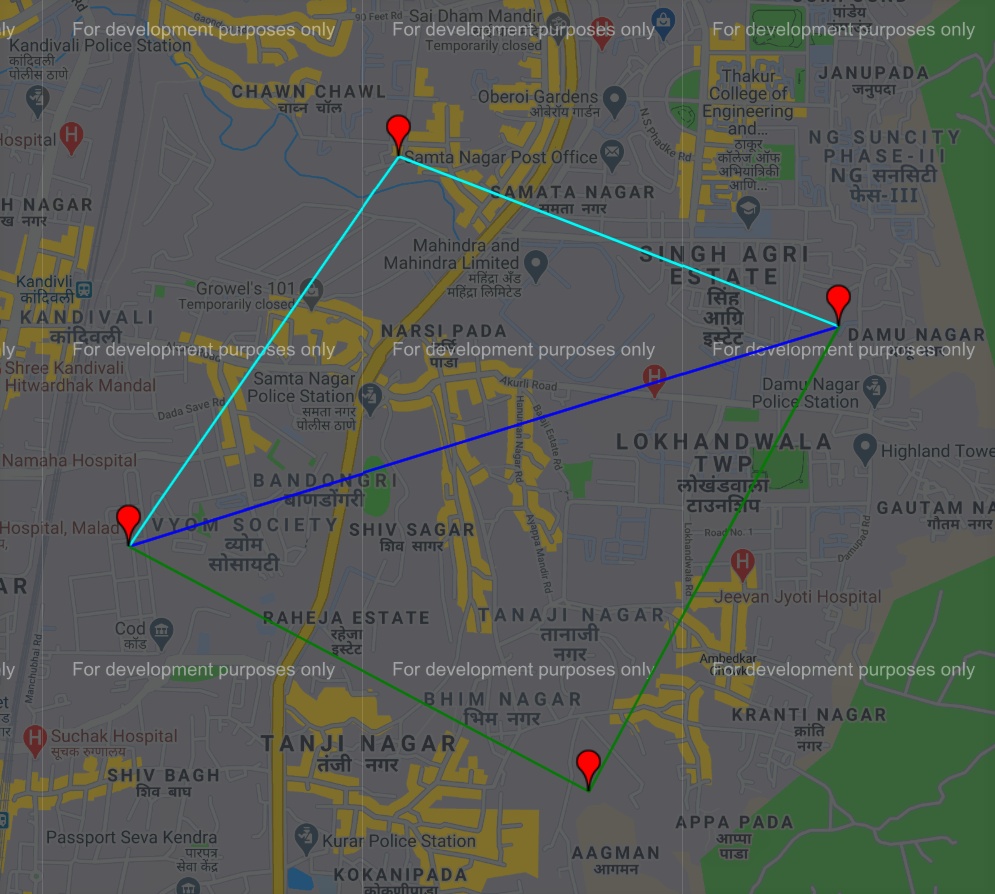 For development purposes only
For development purposes only
For development purposes only
90 Feet Rd
Sai Dham Mandir
Temporarily closed
पांडेय
Kandivali Police Station
कांदिवली
पोलीस ठाणे
CHAWN CHAWL
चाव्न चॉल
Oberoi Gardens
ओबेरॉय गार्डन
Thakur
College of
Engineering
and...
ठाकूर
कॉलेज ऑफ
अभियांत्रिकी
आणि...
JANUPADA
जनुपदा
N S Phadke Rd
NG SUNCITY
PHASE-III
NG सनसिटी
फेस-III
Hospital
Samta Nagar Post Office
SAMATA NAGAR
समता नगर
H NAGAR
ख नगर
Mahindra and
Mahindra Limited
महिंद्रा अँड
महिंद्रा लिमिटेड
SINGH AGRI
ESTATE
सिंह
आग्रि
इस्टेट
Kandivli
कांदिवली
KANDIVALI
कांदिवली
Growel's 101
Temporarily closed
NARSI PADA
पाडा
DAMU NAGAR
For development purposes only
For development purposes only
For development purposes only
Shree Kandivali
Hitwardhak Mandal
Samta Nagar
Police Station
समता नगर
पोलीस ठाणे
Dada Save Rd
Akurli Road
Hanuman Nagar Rd
Damu Nagar
Police Station
LOKHANDWALA
TWP
लोखंडवाला
टाउनशिप
Highland Towe
Namaha Hospital
BANDONGRI
बाणडोंगरी
Hospital, Malad
VYOM SOCIETY
व्योम
सोसायटी
SHIV SAGAR
शिव सागर
Ayappa Mandir Rd
Road No. 1
Lokhandwala Rd
Damupad Rd
GAUTAM NA
गौतम नगर
Jeevan Jyoti Hospital
AR
Cod
कॉड
RAHEJA ESTATE
रहेजा
इस्टेट
TANAJI NAGAR
तानाजी
नगर
Manchubhai Rd
Ambedkar
Chowk
For development purposes only
For development purposes only
For development purposes only
BHIM NAGAR
भिम नगर
KRANTI NAGAR
क्रांति
नगर
Suchak Hospital
सूचक रुग्णालय
TANJI NAGAR
तंजी नगर
SHIV BAGH
शिव बाघ
Passport Seva Kendra
पारपत्र
सेवा केंद्र
Kurar Police Station
APPA PADA
आप्पा
पाडा
AAGMAN
आगमन
KOKANIPADA
कोकणीपाडा